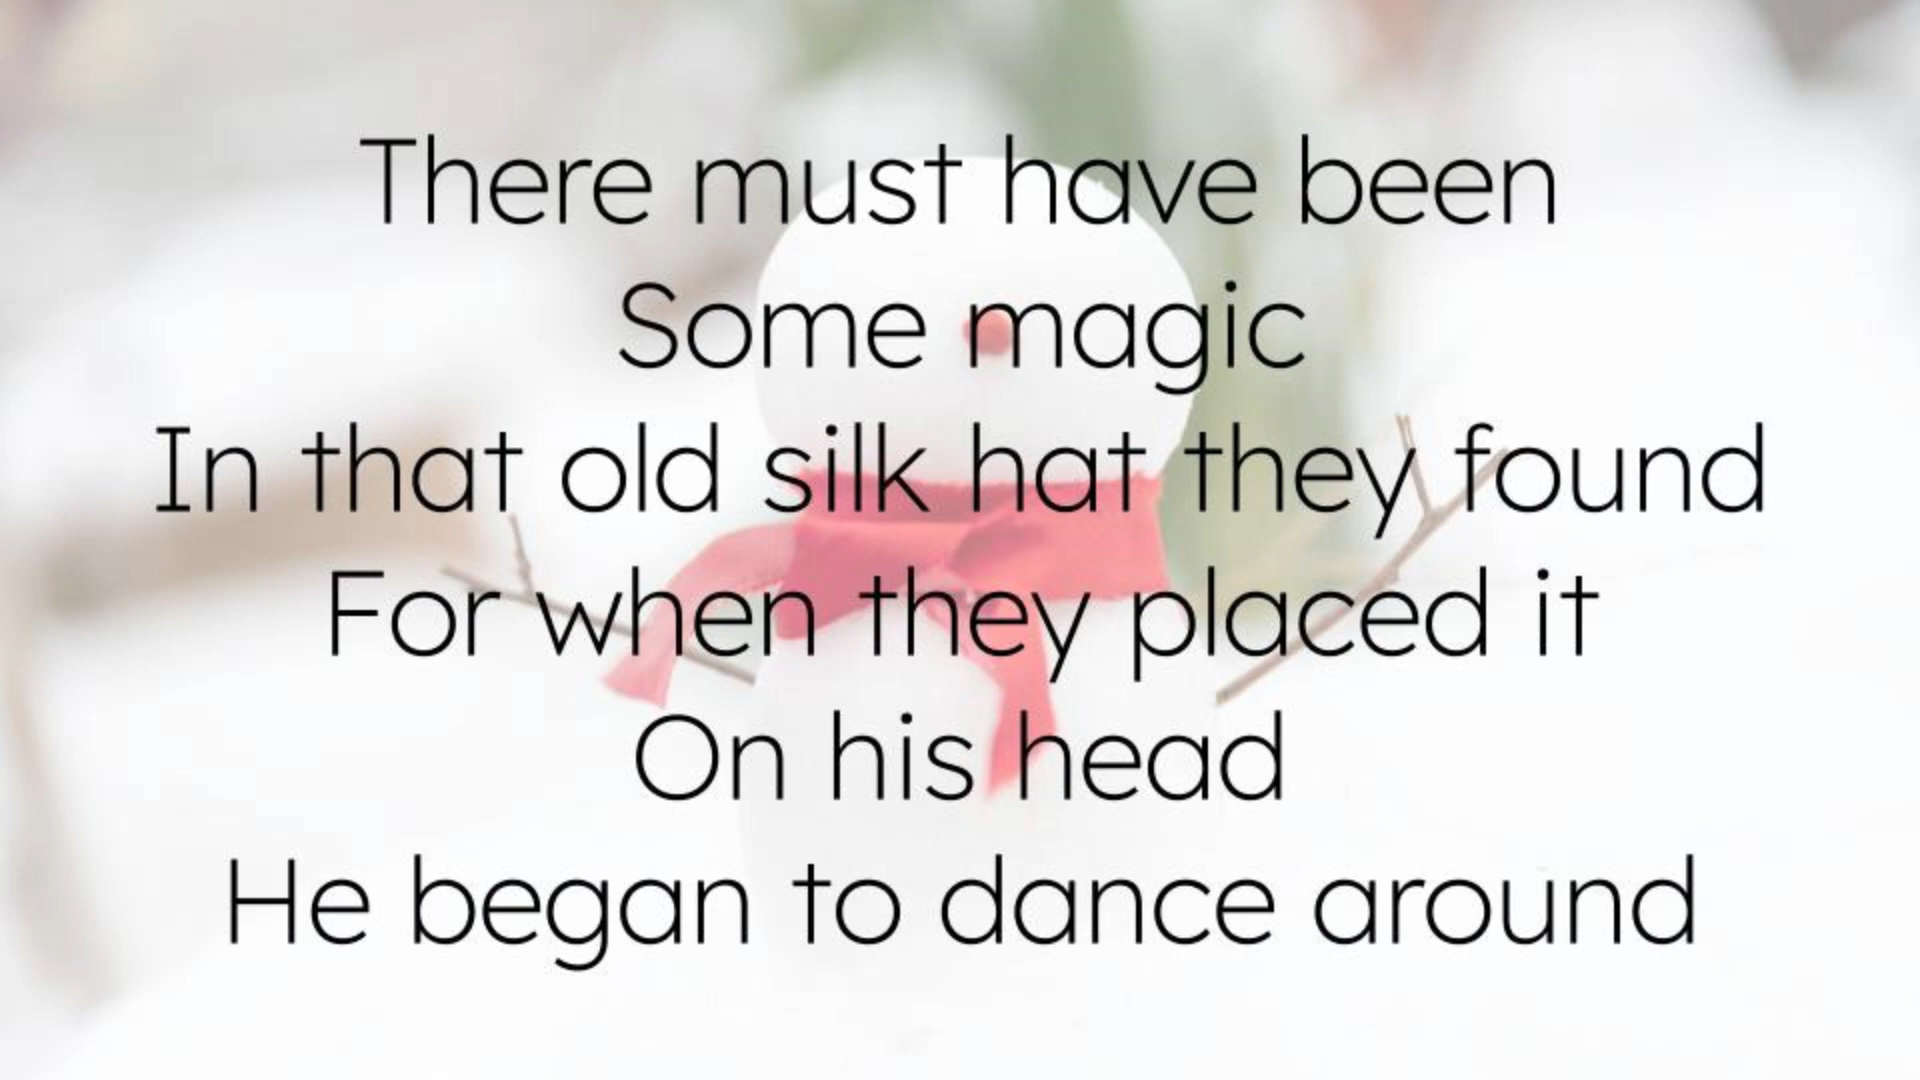 There must have been
Some magic
In that old silk hat they found
For when they placed it
On his head
He began to dance around